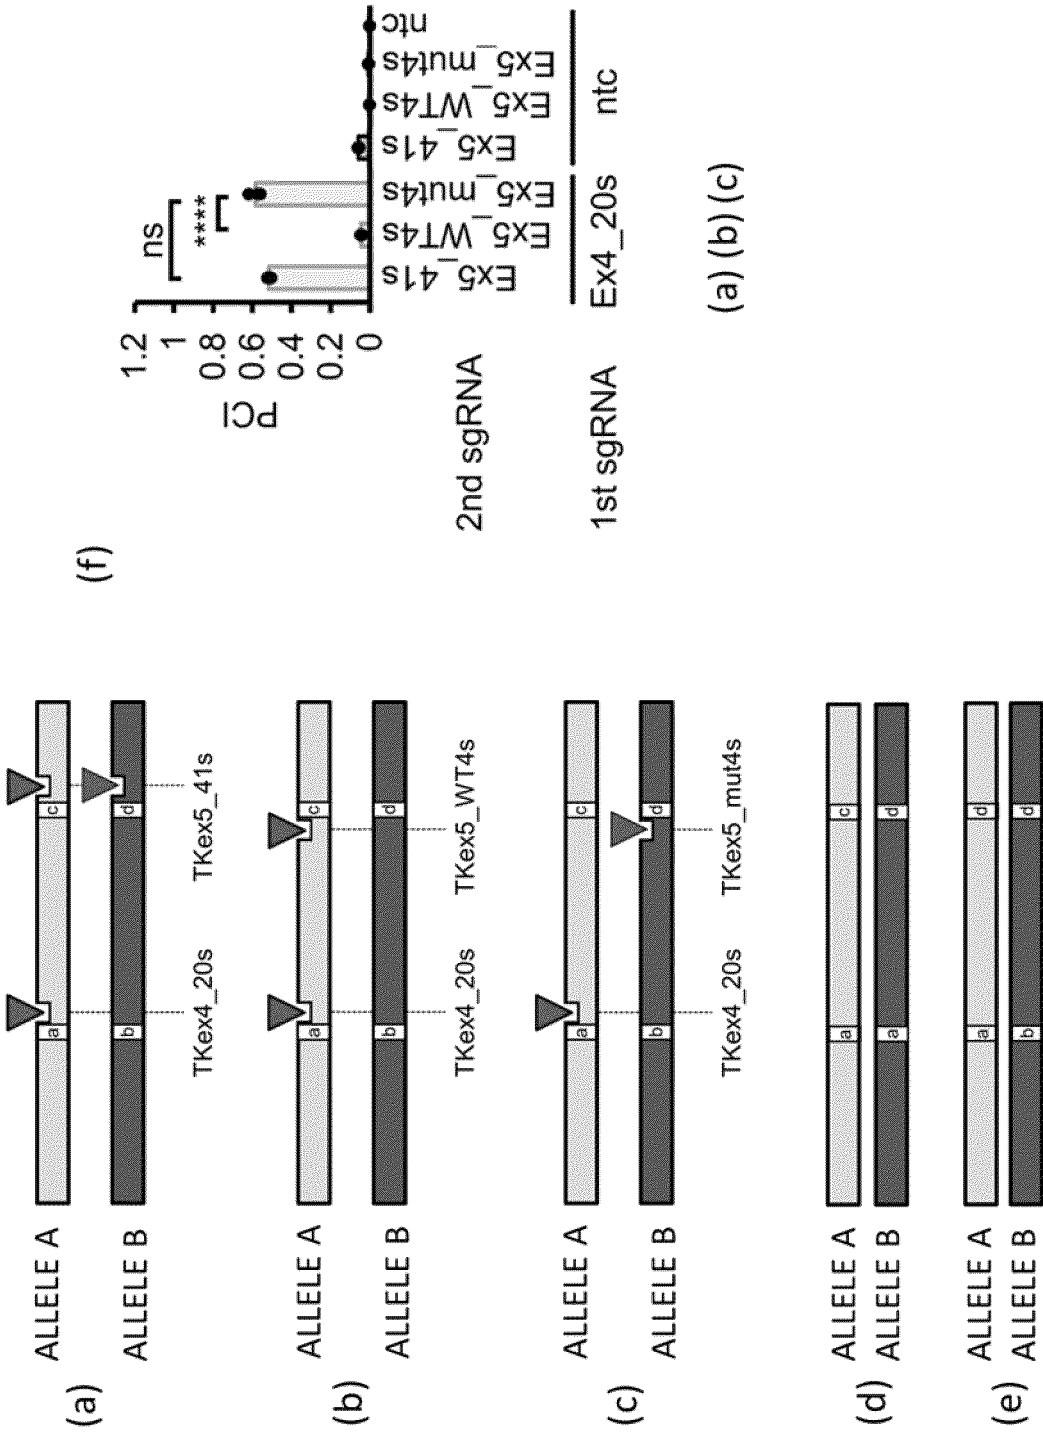 (a)
ALLELE A
a
c
ALLELE B
b
d
TKex4_20s
TKex5_41s
(b)
ALLELE A
a
c
ALLELE B
b
d
TKex4_20s
TKex5_WT4s
(c)
ALLELE A
a
c
ALLELE B
b
d
TKex4_20s
TKex5_mut4s
(d)
ALLELE A
a
c
ALLELE B
a
d
(e)
ALLELE A
a
d
ALLELE B
b
d
(f)
PCI
1.2
1
0.8
0.6
0.4
0.2
0
ns
****
2nd sgRNA
Ex5_41s
Ex5_WT4s
Ex5_mut4s
Ex5_41s
Ex5_WT4s
Ex5_mut4s
ntc
1st sgRNA
Ex4_20s
ntc
(a) (b) (c)